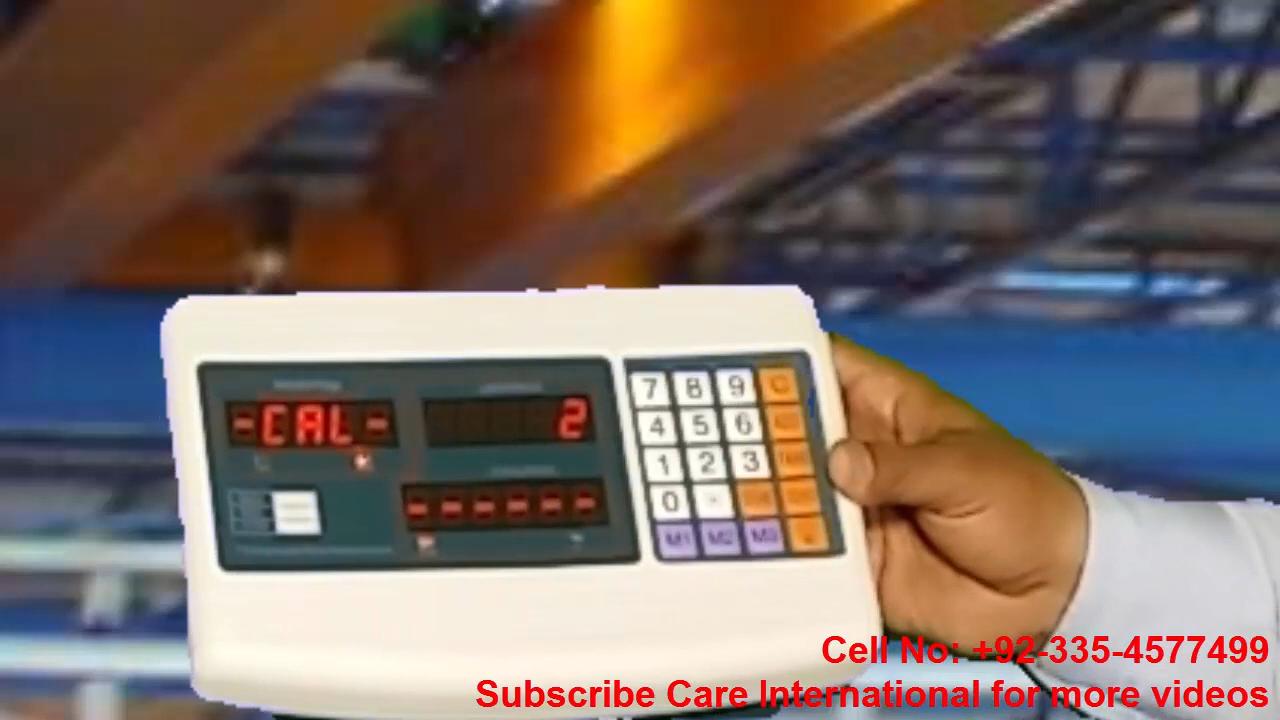 -CAL-
2
------
7 8 9
4 5 6
1 2 3
0 .
M1 M2 M3
Cell No: +92-335-4577499
Subscribe Care International for more videos